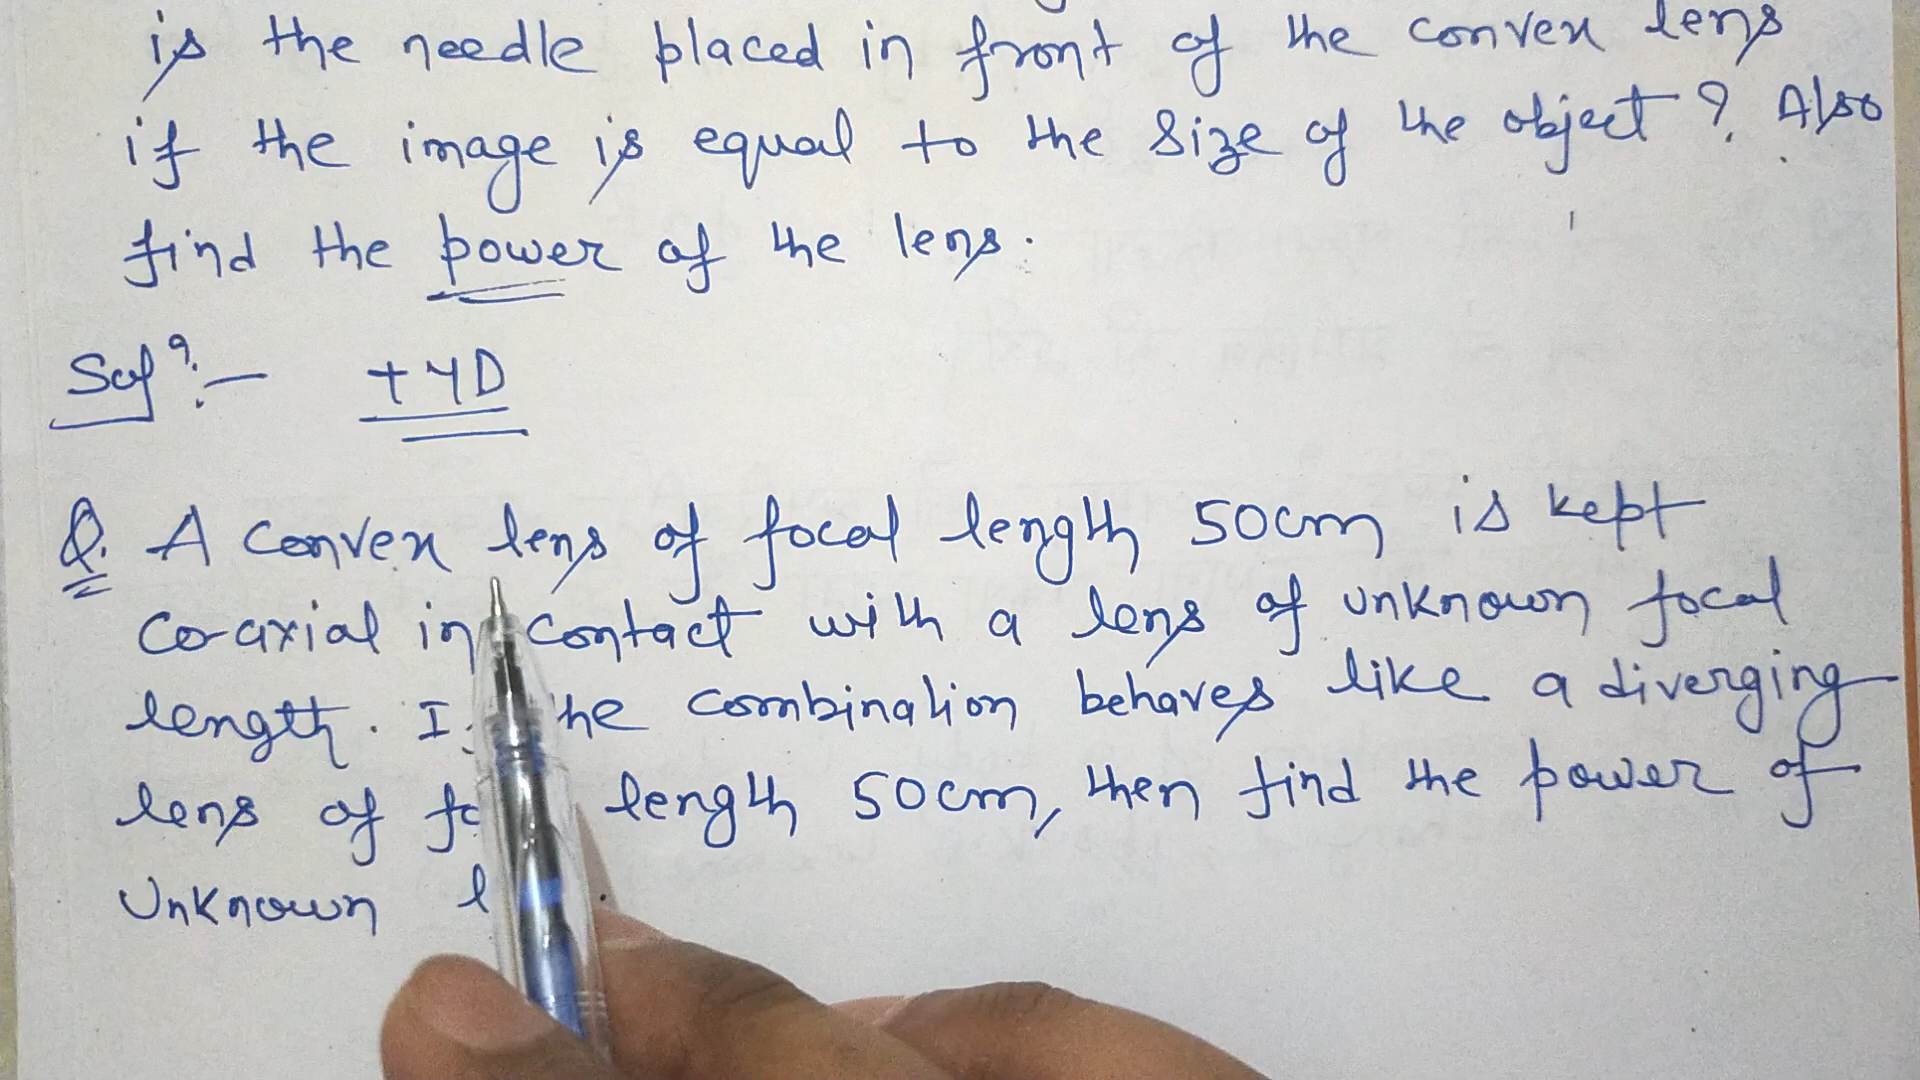 is the needle placed in front of the convex lens
if the image is equal to the size of the object? Also
find the power of the lens.
Sol?:- +4D
Q. A convex lens of focal length 50cm is kept
Co-axial in contact with a lens of unknown focal
length. the combination behaves like a diverging
lens of length 50cm, then find the power of
Unknown